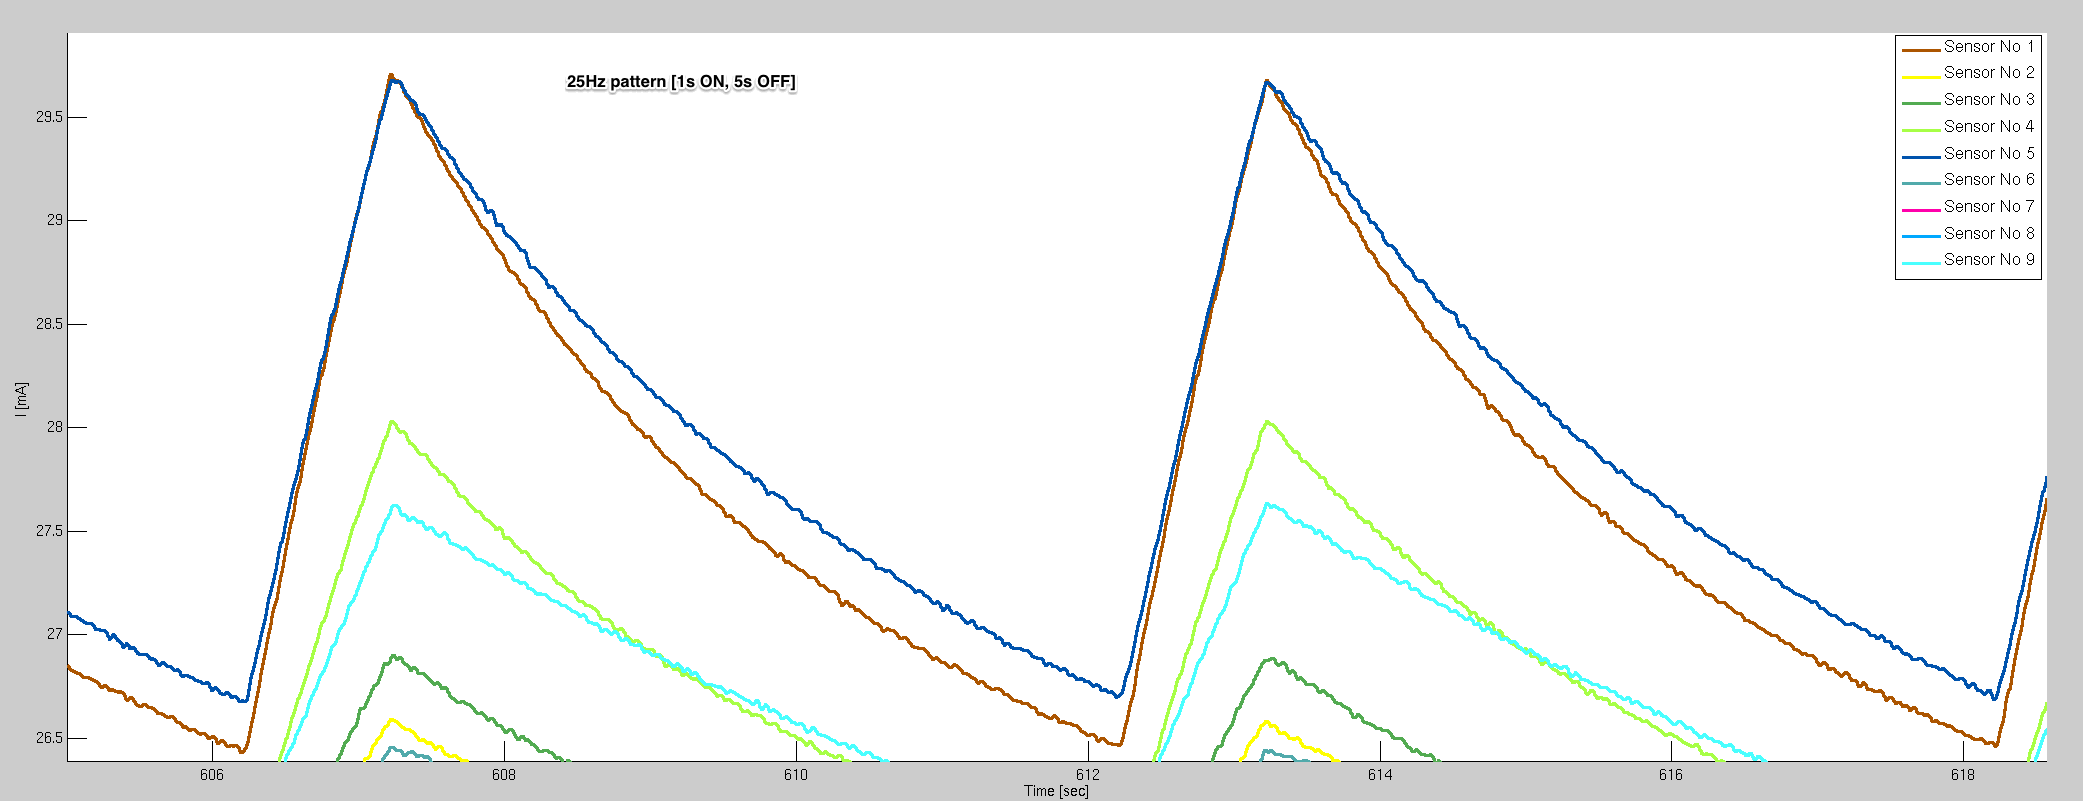 25Hz pattern [1s ON, 5s OFF]
Sensor No 1
Sensor No 2
Sensor No 3
Sensor No 4
Sensor No 5
Sensor No 6
Sensor No 7
Sensor No 8
Sensor No 9
29.5
29
28.5
28
27.5
27
26.5
I [mA]
606 608 610 612 614 616 618
Time [sec]